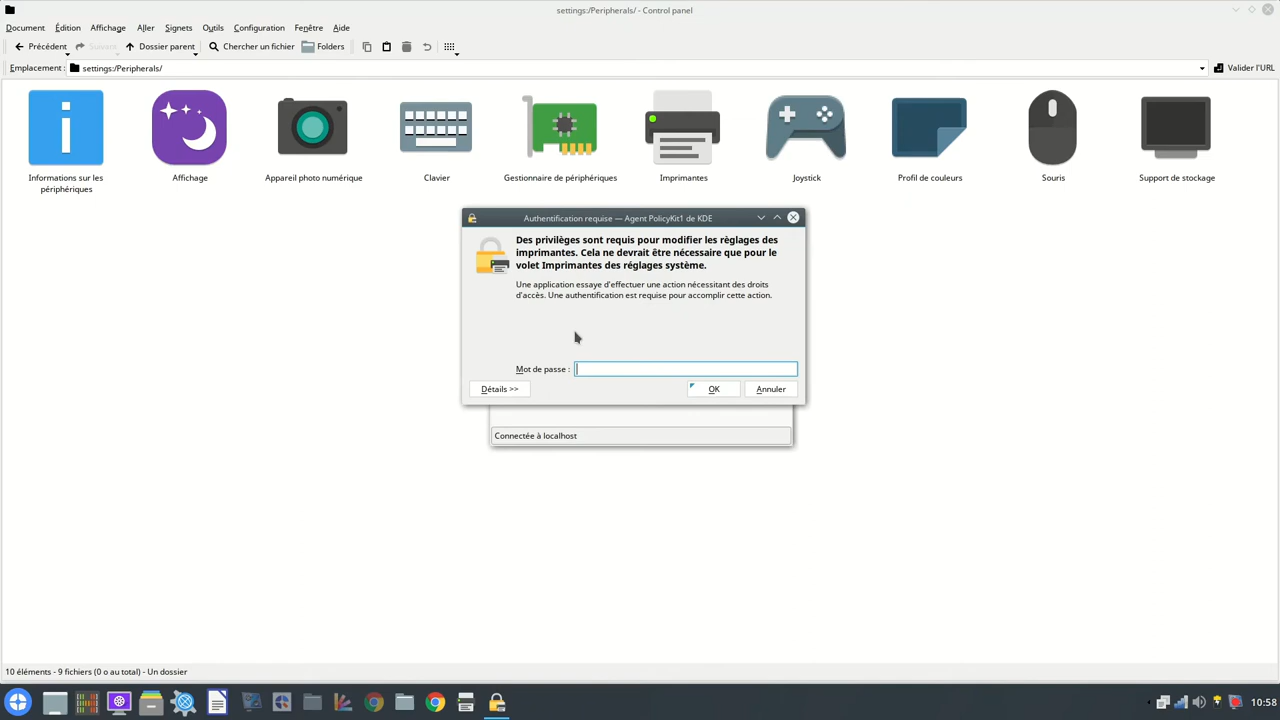 settings:/Peripherals/ - Control panel
Document Édition Affichage Aller Signets Outils Configuration Fenêtre Aide
Précédent Suivant Dossier parent Chercher un fichier Folders
Emplacement : settings:/Peripherals/ Valider l'URL
Informations sur les périphériques
Affichage
Appareil photo numérique
Clavier
Gestionnaire de périphériques
Imprimantes
Joystick
Profil de couleurs
Souris
Support de stockage
Authentification requise — Agent PolicyKit1 de KDE
Des privilèges sont requis pour modifier les règlages des
imprimantes. Cela ne devrait être nécessaire que pour le
volet Imprimantes des réglages système.
Une application essaye d'effectuer une action nécessitant des droits
d'accès. Une authentification est requise pour accomplir cette action.
Mot de passe :
Détails >> OK Annuler
Connectée à localhost
10 éléments - 9 fichiers (0 o au total) - Un dossier
10:58